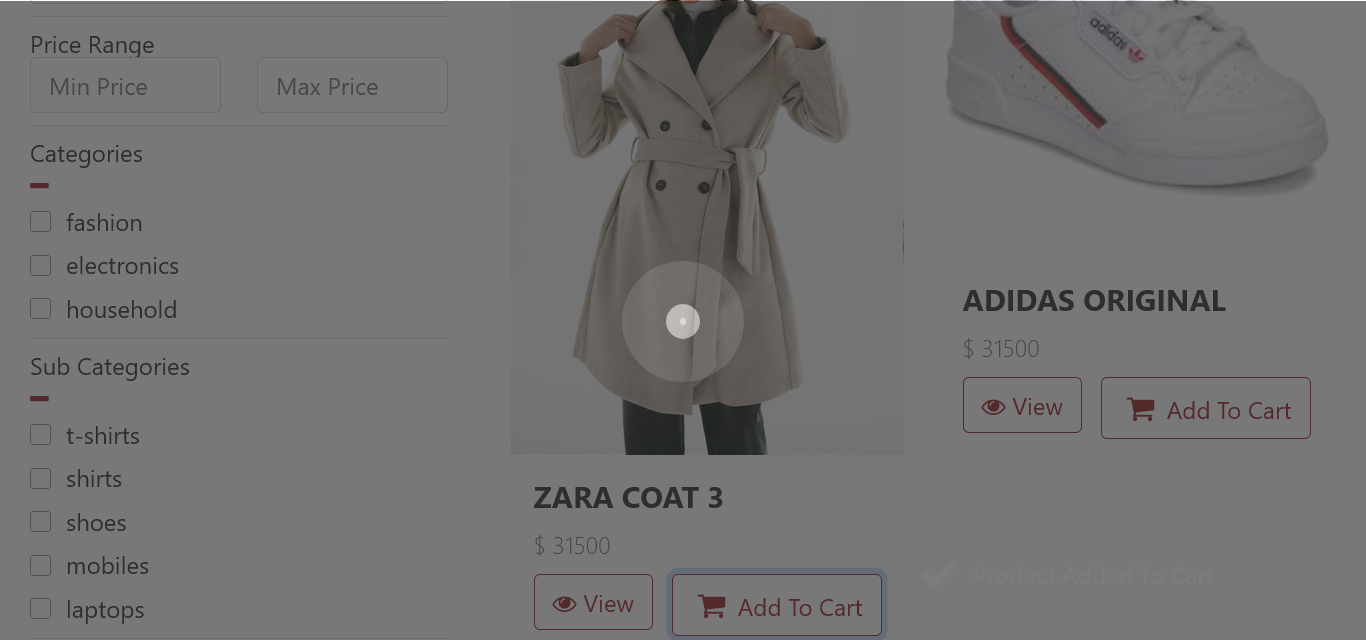 Price Range
Min Price
Max Price
Categories
fashion
electronics
household
Sub Categories
t-shirts
shirts
shoes
mobiles
laptops
ZARA COAT 3
$ 31500
View
Add To Cart
adidas
ADIDAS ORIGINAL
$ 31500
View
Add To Cart
Product Added To Cart